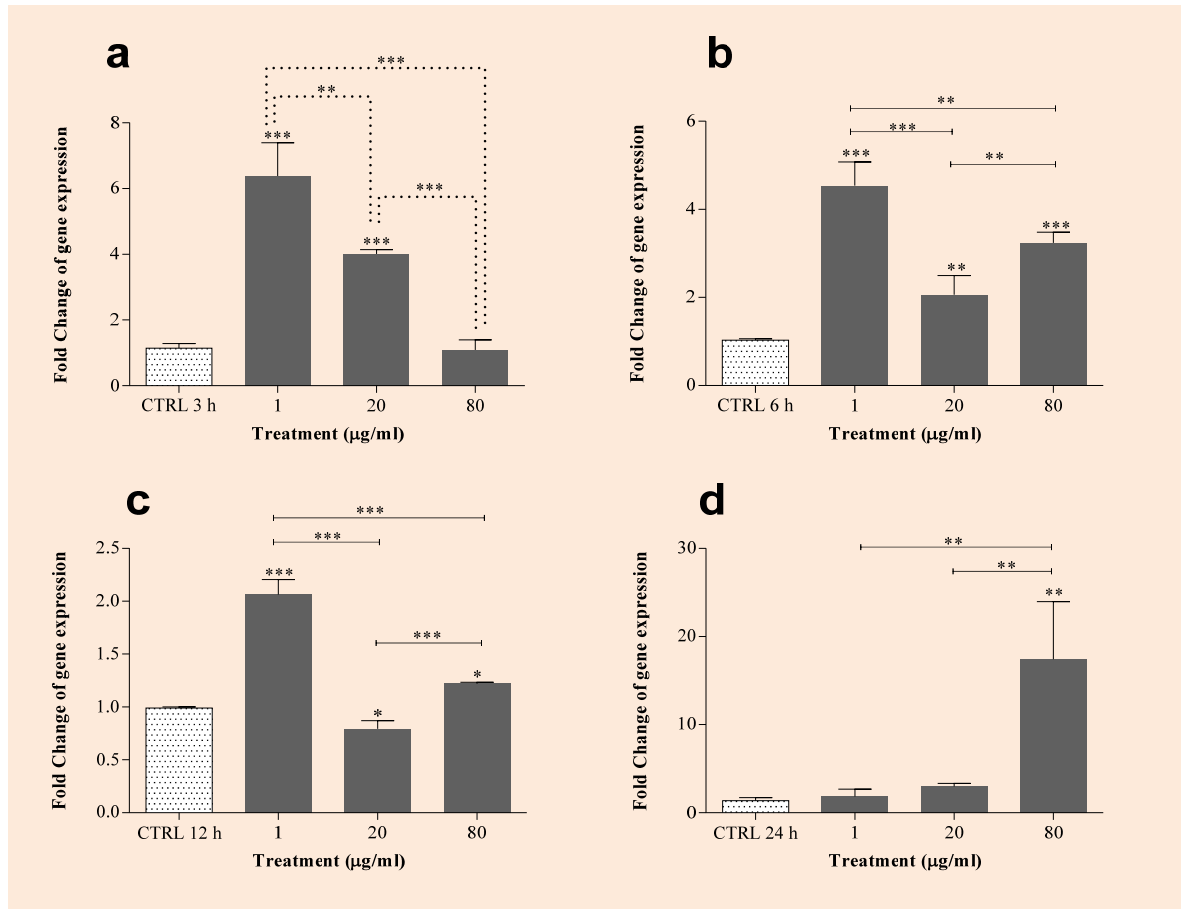 a
***
**
***
***
***
8
6
4
2
0
Fold Change of gene expression
CTRL 3 h 1 20 80
Treatment (µg/ml)
b
**
***
**
***
**
***
6
4
2
0
Fold Change of gene expression
CTRL 6 h 1 20 80
Treatment (µg/ml)
c
***
***
***
***
*
*
2.5
2.0
1.5
1.0
0.5
0.0
Fold Change of gene expression
CTRL 12 h 1 20 80
Treatment (µg/ml)
d
**
**
**
30
20
10
0
Fold Change of gene expression
CTRL 24 h 1 20 80
Treatment (µg/ml)